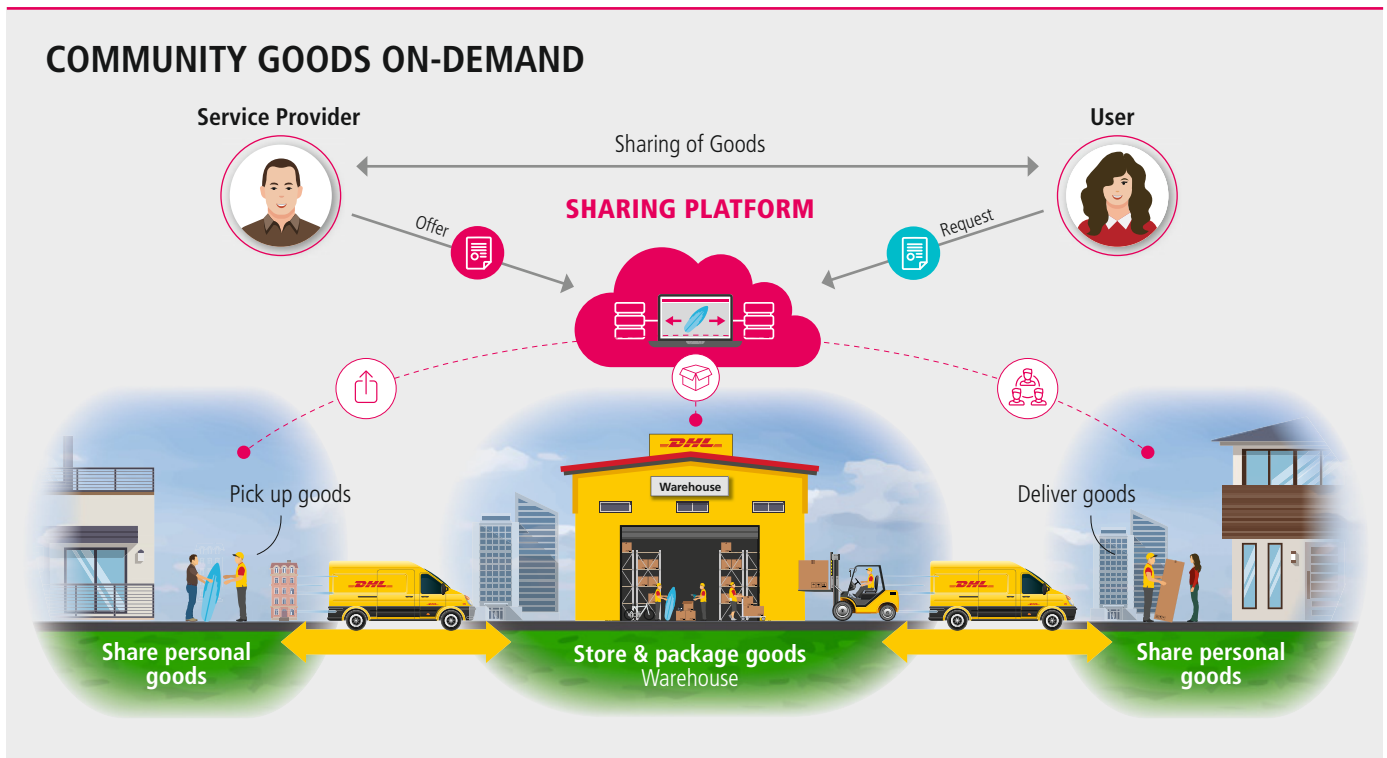 COMMUNITY GOODS ON-DEMAND
Service Provider
User
Sharing of Goods
SHARING PLATFORM
Offer
Request
DHL
Warehouse
Pick up goods
Deliver goods
DHL
DHL
Share personal
goods
Store & package goods
Warehouse
Share personal
goods